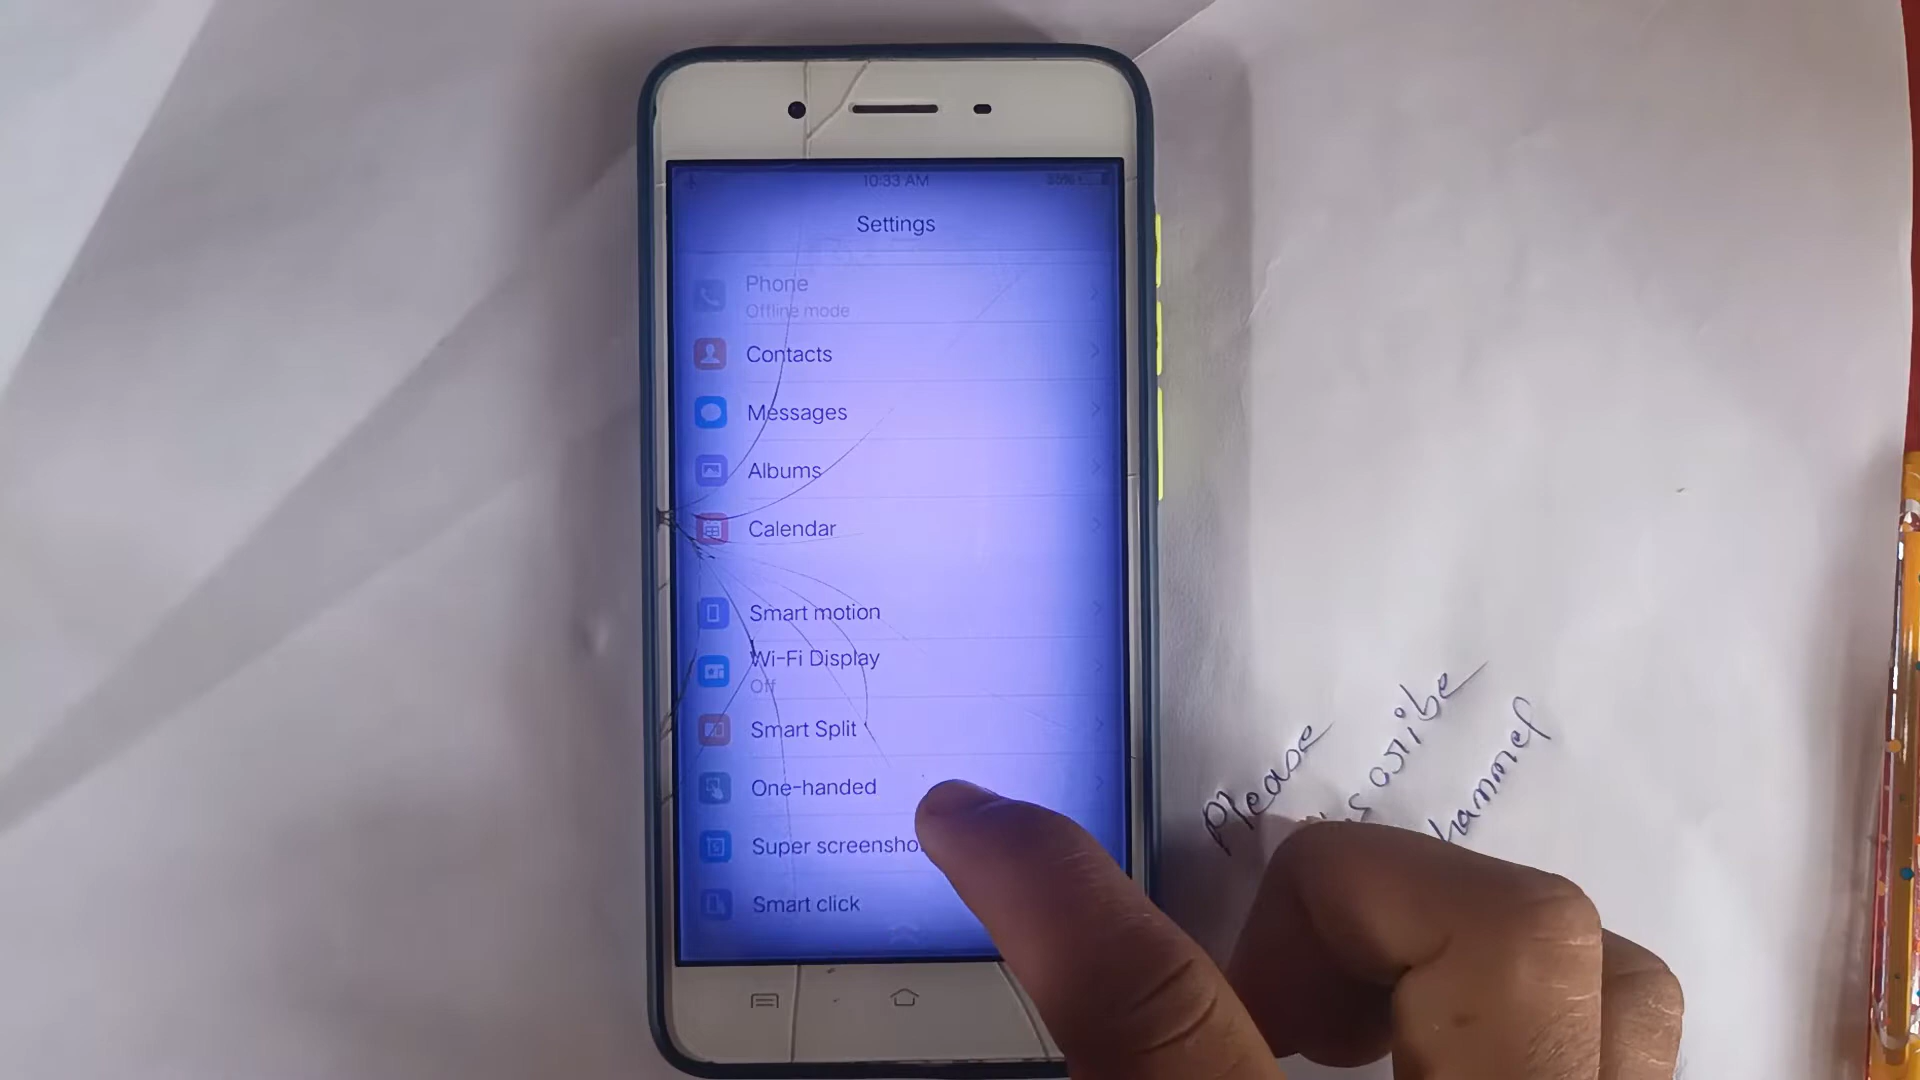 10:33 AM
Settings
Phone
Offline mode
Contacts
Messages
Albums
Calendar
Smart motion
Wi-Fi Display
Off
Smart Split
One-handed
Super screensho
Smart click
Please